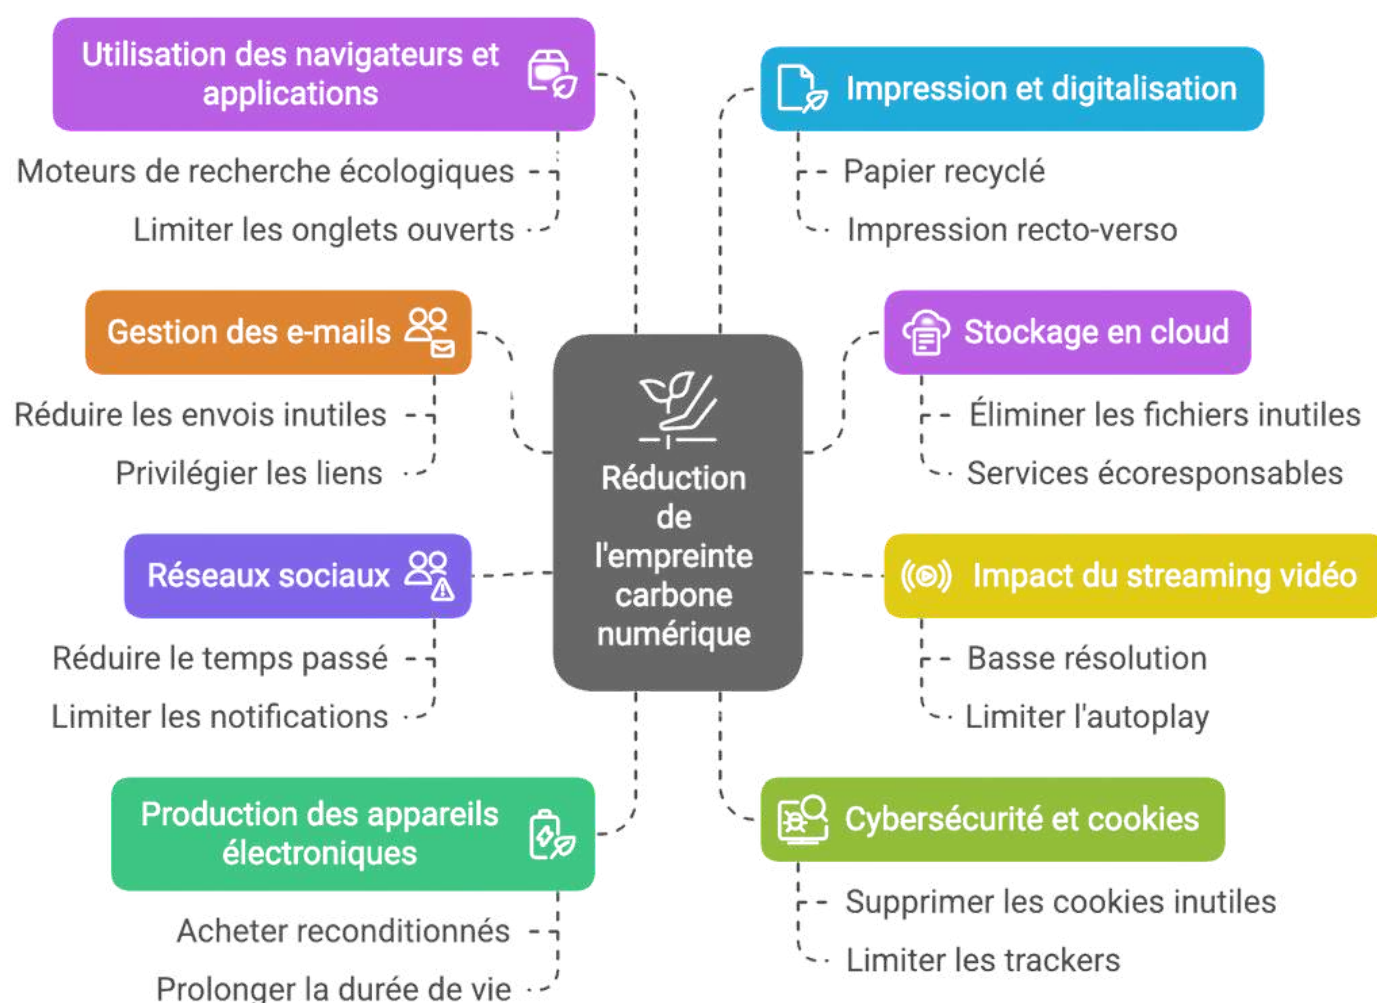 Utilisation des navigateurs et
applications
Moteurs de recherche écologiques
Limiter les onglets ouverts
Gestion des e-mails
Réduire les envois inutiles
Privilégier les liens
Réseaux sociaux
Réduire le temps passé
Limiter les notifications
Production des appareils
électroniques
Acheter reconditionnés
Prolonger la durée de vie
Réduction
de
l'empreinte
carbone
numérique
Impression et digitalisation
Papier recyclé
Impression recto-verso
Stockage en cloud
Éliminer les fichiers inutiles
Services écoresponsables
Impact du streaming vidéo
Basse résolution
Limiter l'autoplay
Cybersécurité et cookies
Supprimer les cookies inutiles
Limiter les trackers